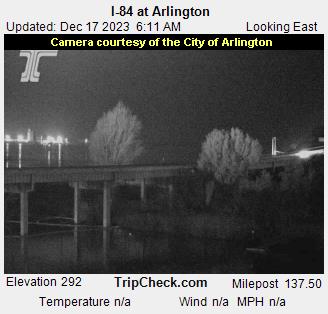 I-84 at Arlington
Updated: Dec 17 2023 6:11 AM Looking East
Camera courtesy of the City of Arlington
Elevation 292 TripCheck.com Milepost 137.50
Temperature n/a Wind n/a MPH n/a